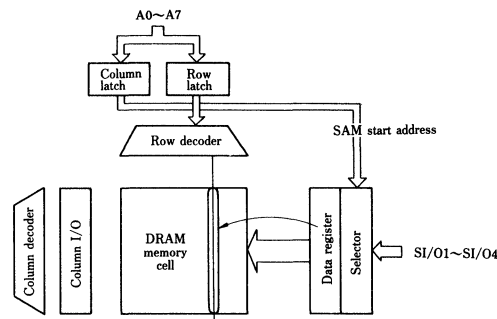 A0～A7
Column
latch
Row
latch
SAM start address
Row decoder
Column decoder
Column I/O
DRAM
memory
cell
Data register
Selector
SI/O1～SI/O4